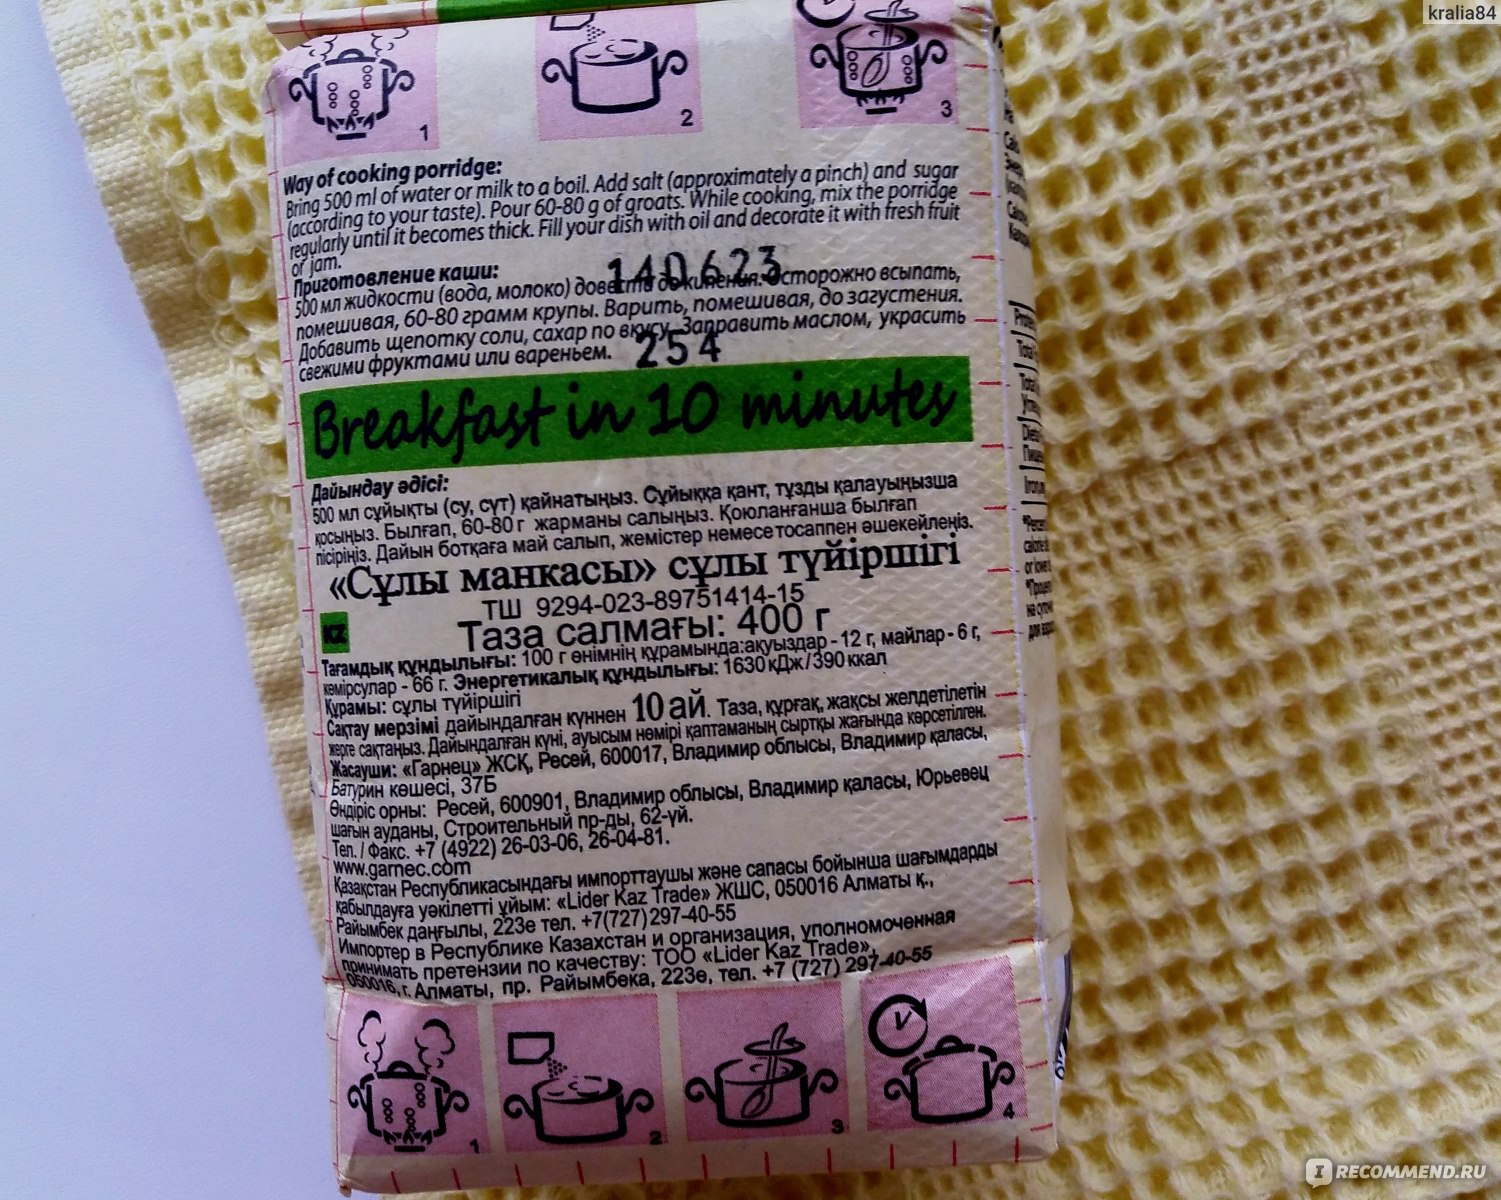 kralia84
1
2
3
Way of cooking porridge:
Bring 500 ml of water or milk to a boil. Add salt (approximately a pinch) and sugar
(according to your taste). Pour 60-80 g of groats. While cooking, mix the porridge
regularly until it becomes thick. Fill your dish with oil and decorate it with fresh fruit
or jam.
140623
Приготовление каши:
500 мл жидкости (вода, молоко) довести до кипения. Осторожно всыпать,
помешивая, 60-80 грамм крупы. Варить, помешивая, до загустения.
Добавить щепотку соли, сахар по вкусу. Заправить маслом, украсить
свежими фруктами или вареньем.
254
Breakfast in 10 minutes
Дайындау әдісі:
500 мл сұйықты (су, сүт) қайнатыңыз. Сұйыққа қант, тұзды қалауыңызша
қосыңыз. Былғап, 60-80 г жарманы салыңыз. Қоюланғанша былғап
пісіріңіз. Дайын ботқаға май салып, жемістер немесе тосаппен әшекейлеңіз.
«Сұлы манкасы» сұлы түйіршігі
ТШ 9294-023-89751414-15
KZ
Таза салмағы: 400 г
Тағамдық құндылығы: 100 г өнімнің құрамында:ақуыздар - 12 г, майлар - 6 г,
көмірсулар - 66 г. Энергетикалық құндылығы: 1630 кДж / 390 ккал
Құрамы: сұлы түйіршігі
Сақтау мерзімі дайындалған күннен 10 ай. Таза, құрғақ, жақсы желдетілетін
жерге сақтаңыз. Дайындалған күні, ауысым нөмірі қаптаманың сыртқы жағында көрсетілген.
Жасаушы: «Гарнец» ЖСҚ, Ресей, 600017, Владимир облысы, Владимир қаласы,
Батурин көшесі, 37Б
Өндіріс орны: Ресей, 600901, Владимир облысы, Владимир қаласы, Юрьевец
шағын ауданы, Строительный пр-ды, 62-үй.
Тел. / Факс. +7 (4922) 26-03-06, 26-04-81.
www.garnec.com
Қазақстан Республикасындағы импорттаушы және сапасы бойынша шағымдарды
қабылдауға уәкілетті ұйым: «Lider Kaz Trade» ЖШС, 050016 Алматы қ.,
Райымбек даңғылы, 223е тел. +7(727) 297-40-55
Импортер в Республике Казахстан и организация, уполномоченная
принимать претензии по качеству: ТОО «Lider Kaz Trade»,
050016, г. Алматы, пр. Райымбека, 223е, тел. +7 (727) 297-40-55
1
2
3
4
IRECOMMEND.RU